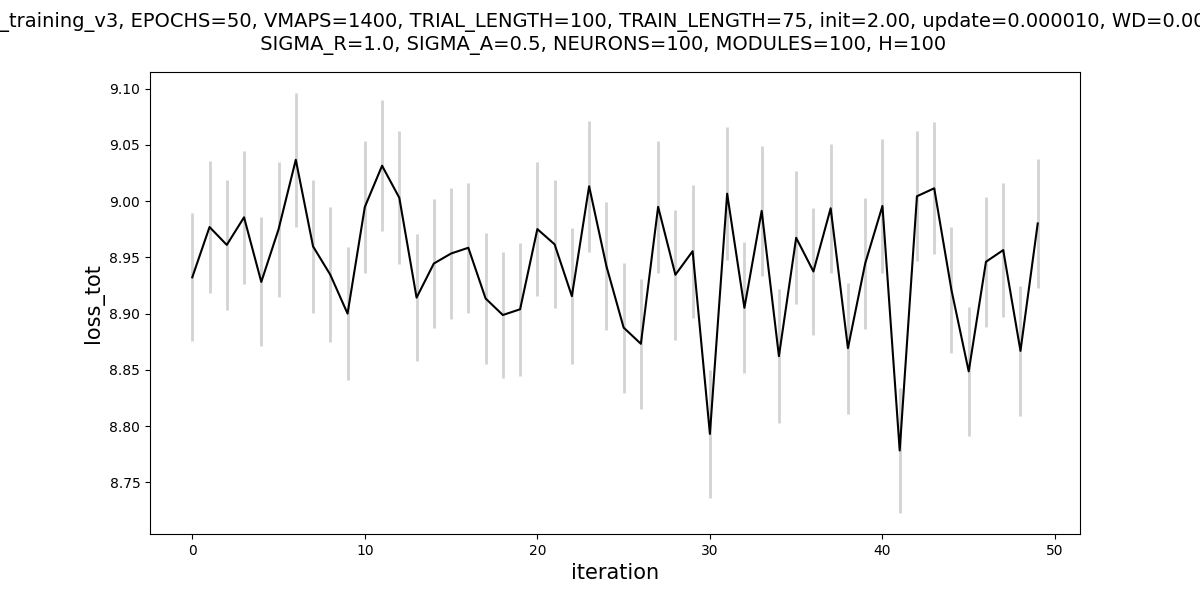 _training_v3, EPOCHS=50, VMAPS=1400, TRIAL_LENGTH=100, TRAIN_LENGTH=75, init=2.00, update=0.000010, WD=0.00
SIGMA_R=1.0, SIGMA_A=0.5, NEURONS=100, MODULES=100, H=100
9.10
9.05
9.00
8.95
8.90
8.85
8.80
8.75
loss_tot
0 10 20 30 40 50
iteration